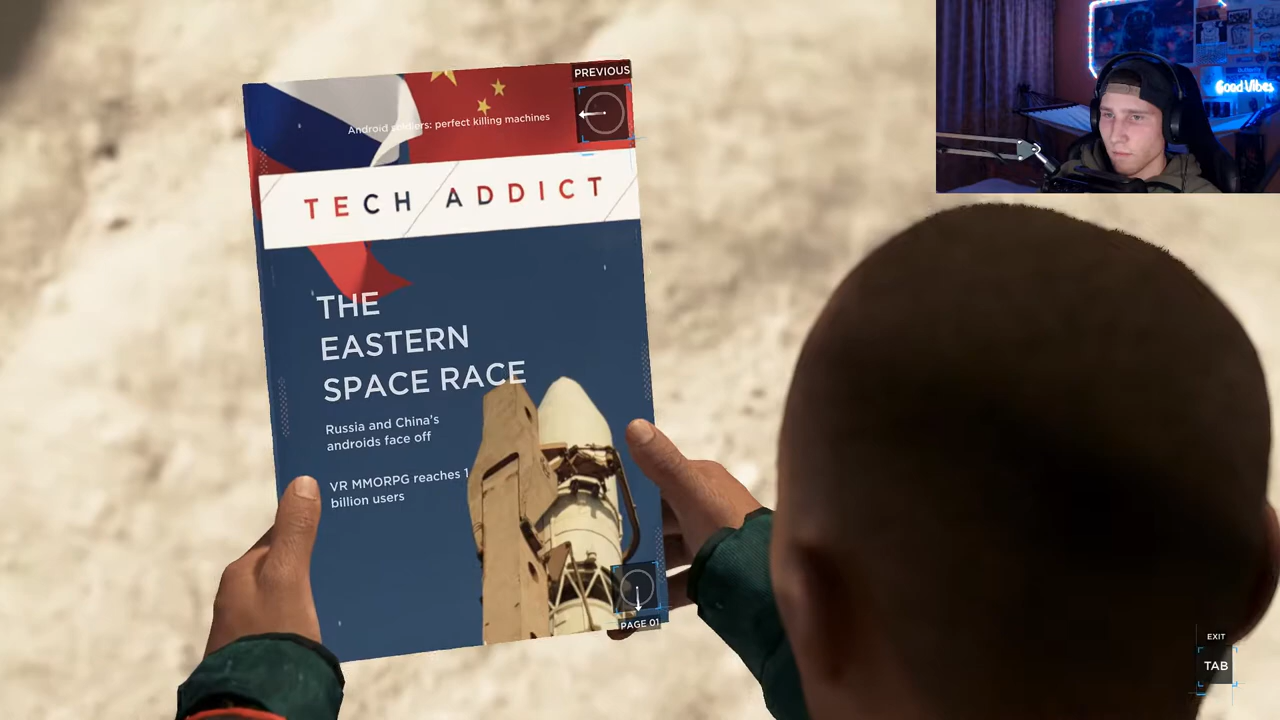 PREVIOUS
Android soldiers: perfect killing machines
TECH ADDICT
THE
EASTERN
SPACE RACE
Russia and China's
androids face off
VR MMORPG reaches 1
billion users
PAGE 01
Good Vibes
EXIT
TAB